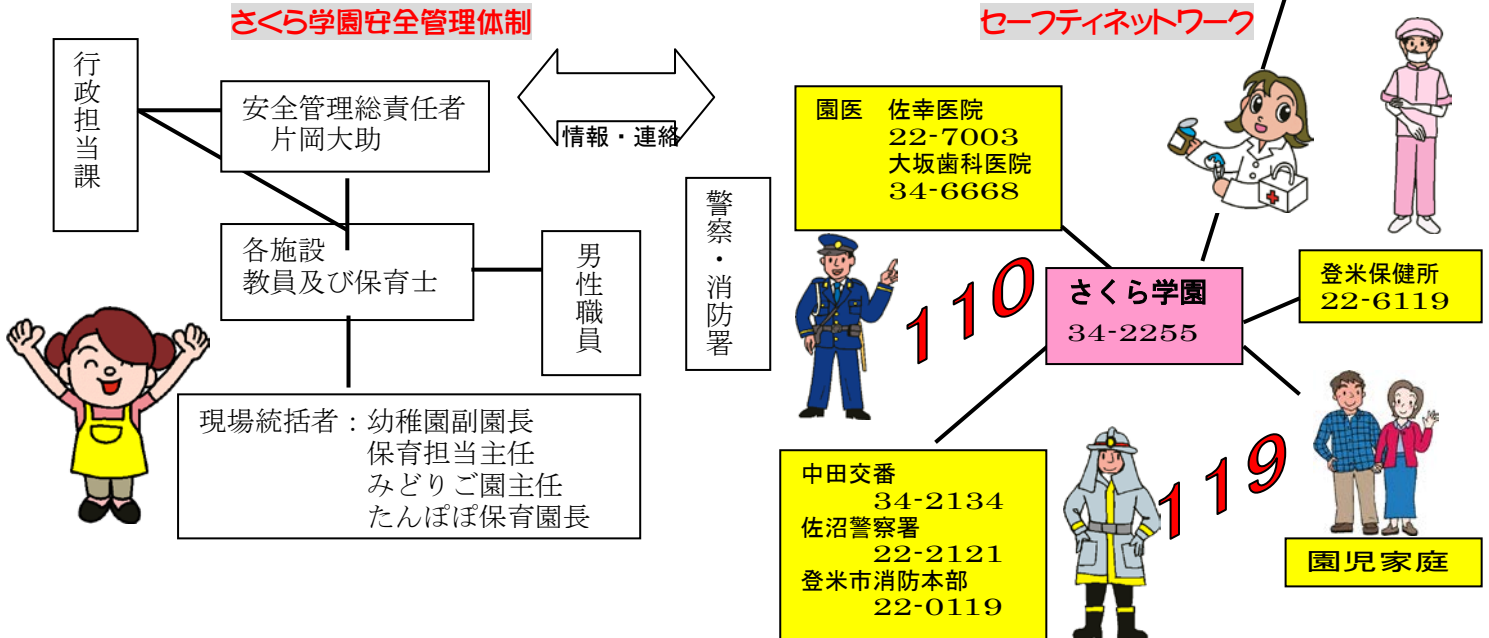 さくら学園安全管理体制
行政担当課
安全管理総責任者
片岡大助
情報・連絡
各施設
教員及び保育士
男性職員
警察・消防署
現場統括者：幼稚園副園長
保育担当主任
みどりご園主任
たんぽぽ保育園長
セーフティネットワーク
園医　佐幸医院
22-7003
大坂歯科医院
34-6668
110
さくら学園
34-2255
登米保健所
22-6119
中田交番
34-2134
佐沼警察署
22-2121
登米市消防本部
22-0119
119
園児家庭